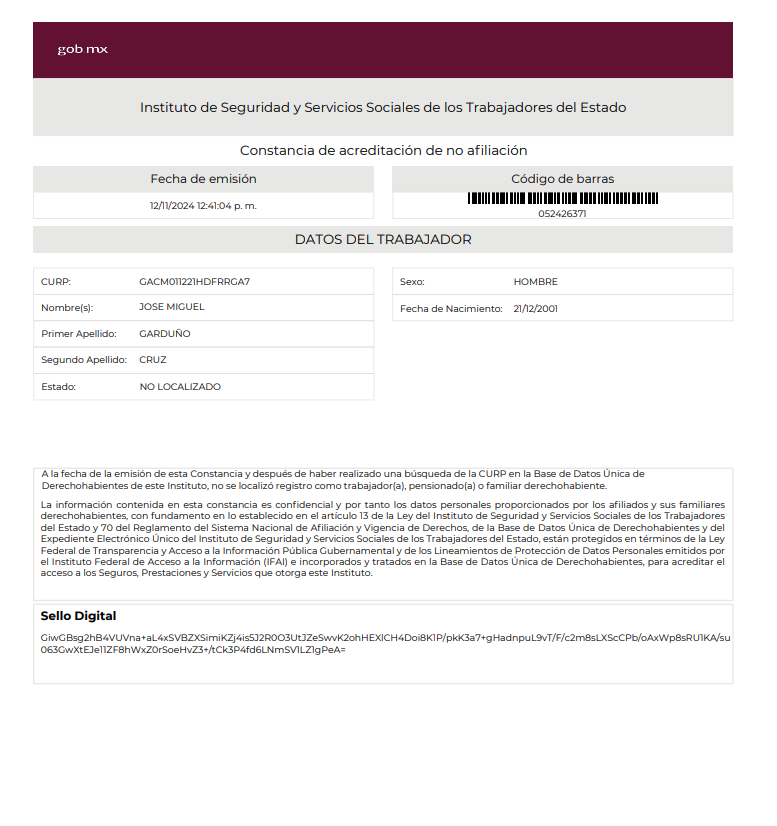 gob mx
Instituto de Seguridad y Servicios Sociales de los Trabajadores del Estado
Constancia de acreditación de no afiliación
Fecha de emisión
12/11/2024 12:41:04 p. m.
Código de barras
052426371
DATOS DEL TRABAJADOR
CURP: GACM011221HDFRRGA7
Nombre(s): JOSE MIGUEL
Primer Apellido: GARDUÑO
Segundo Apellido: CRUZ
Estado: NO LOCALIZADO
Sexo: HOMBRE
Fecha de Nacimiento: 21/12/2001
A la fecha de la emisión de esta Constancia y después de haber realizado una búsqueda de la CURP en la Base de Datos Única de
Derechohabientes de este Instituto, no se localizó registro como trabajador(a), pensionado(a) o familiar derechohabiente.
La información contenida en esta constancia es confidencial y por tanto los datos personales proporcionados por los afiliados y sus familiares
derechohabientes, con fundamento en lo establecido en el artículo 13 de la Ley del Instituto de Seguridad y Servicios Sociales de los Trabajadores
del Estado y 70 del Reglamento del Sistema Nacional de Afiliación y Vigencia de Derechos, de la Base de Datos Única de Derechohabientes y del
Expediente Electrónico Único del Instituto de Seguridad y Servicios Sociales de los Trabajadores del Estado, están protegidos en términos de la Ley
Federal de Transparencia y Acceso a la Información Pública Gubernamental y de los Lineamientos de Protección de Datos Personales emitidos por
el Instituto Federal de Acceso a la Información (IFAI) e incorporados y tratados en la Base de Datos Única de Derechohabientes, para acreditar el
acceso a los Seguros, Prestaciones y Servicios que otorga este Instituto.
Sello Digital
GiwGBsg2hB4VUVna+aL4xSVBZXSimiKZj4is5J2R0O3UtJZeSwvK2ohHEXlCH4Doi8K1P/pkK3a7+gHadnpuL9vT/F/c2m8sLXScCPb/oAxWp8sRU1KA/su
063GwXtEJe11ZF8hWxZ0rSoeHvZ3+/tCk3P4fd6LNmSV1LZ1gPeA=